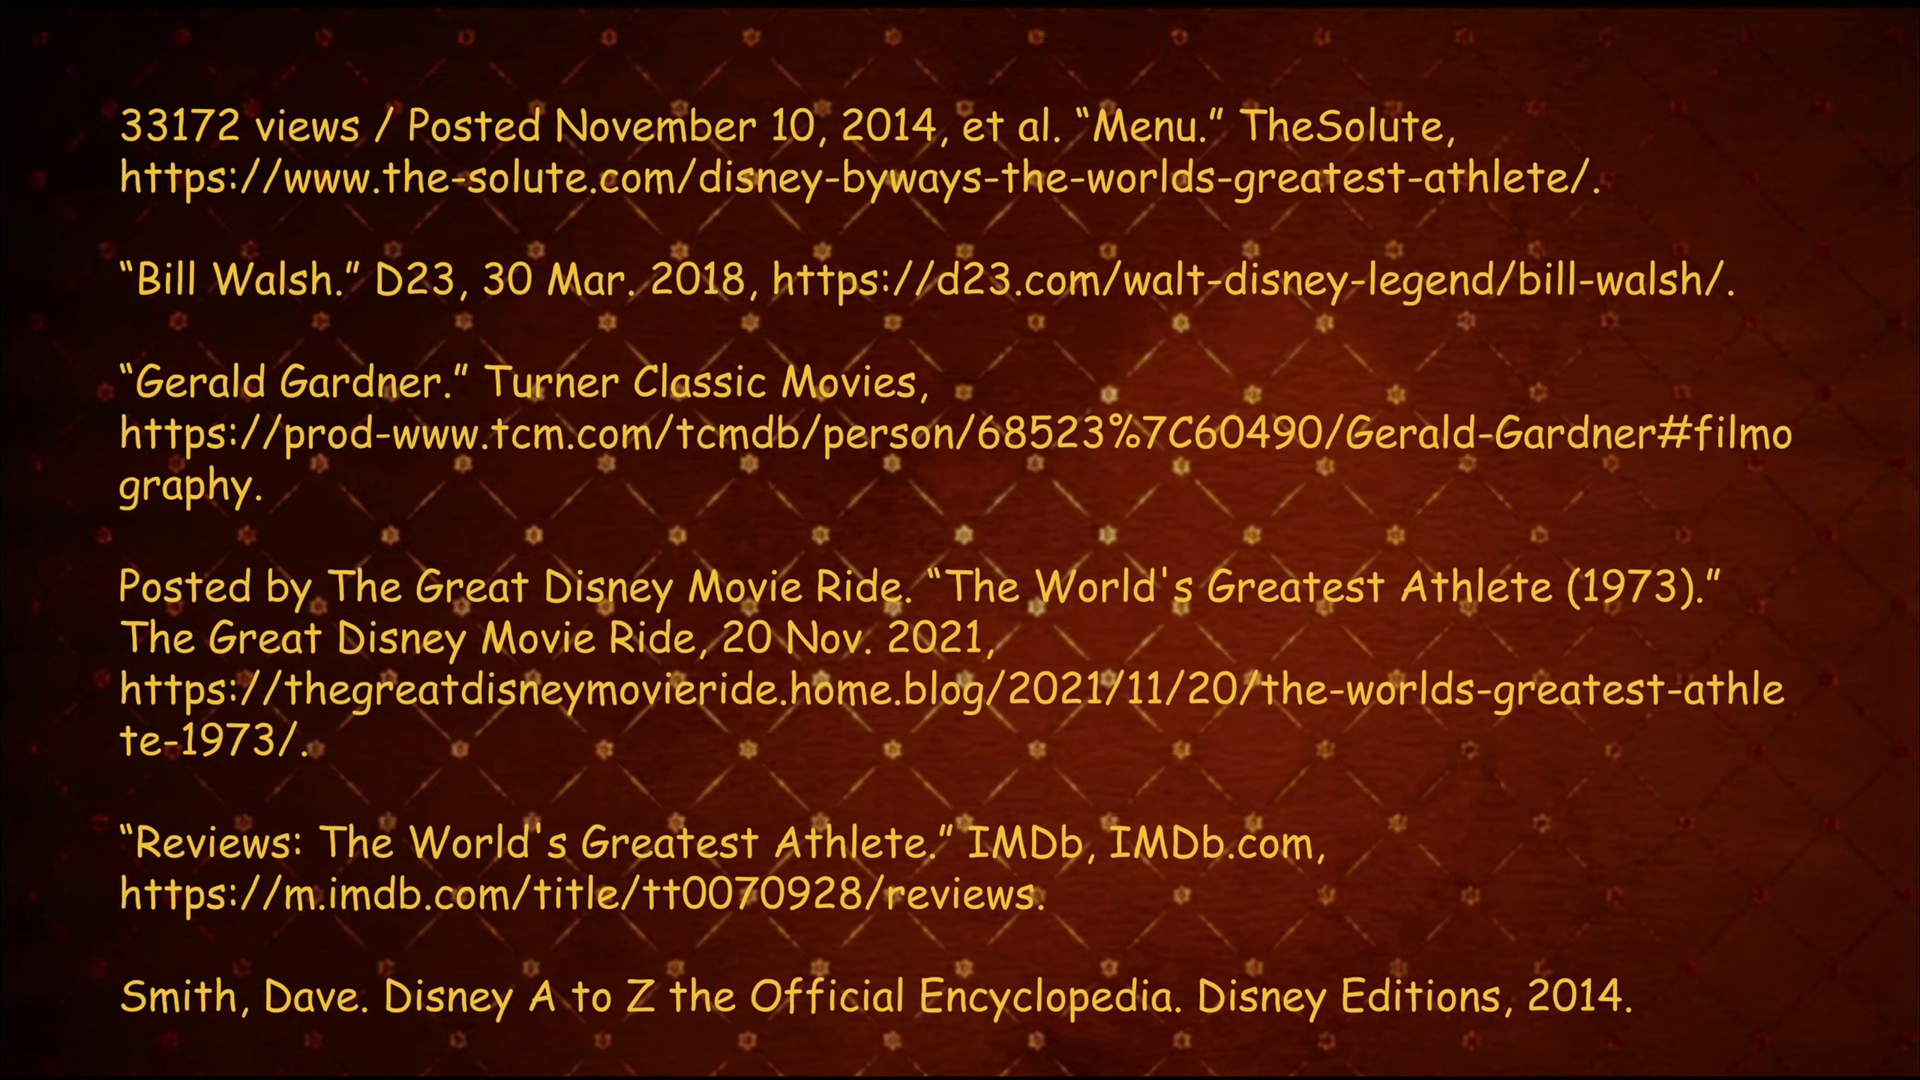 33172 views / Posted November 10, 2014, et al. “Menu.” TheSolute,
https://www.the-solute.com/disney-byways-the-worlds-greatest-athlete/.
“Bill Walsh.” D23, 30 Mar. 2018, https://d23.com/walt-disney-legend/bill-walsh/.
“Gerald Gardner.” Turner Classic Movies,
https://prod-www.tcm.com/tcmdb/person/68523%7C60490/Gerald-Gardner#filmo
graphy.
Posted by The Great Disney Movie Ride. “The World's Greatest Athlete (1973).”
The Great Disney Movie Ride, 20 Nov. 2021,
https://thegreatdisneymovieride.home.blog/2021/11/20/the-worlds-greatest-athle
te-1973/.
“Reviews: The World's Greatest Athlete.” IMDb, IMDb.com,
https://m.imdb.com/title/tt0070928/reviews.
Smith, Dave. Disney A to Z the Official Encyclopedia. Disney Editions, 2014.